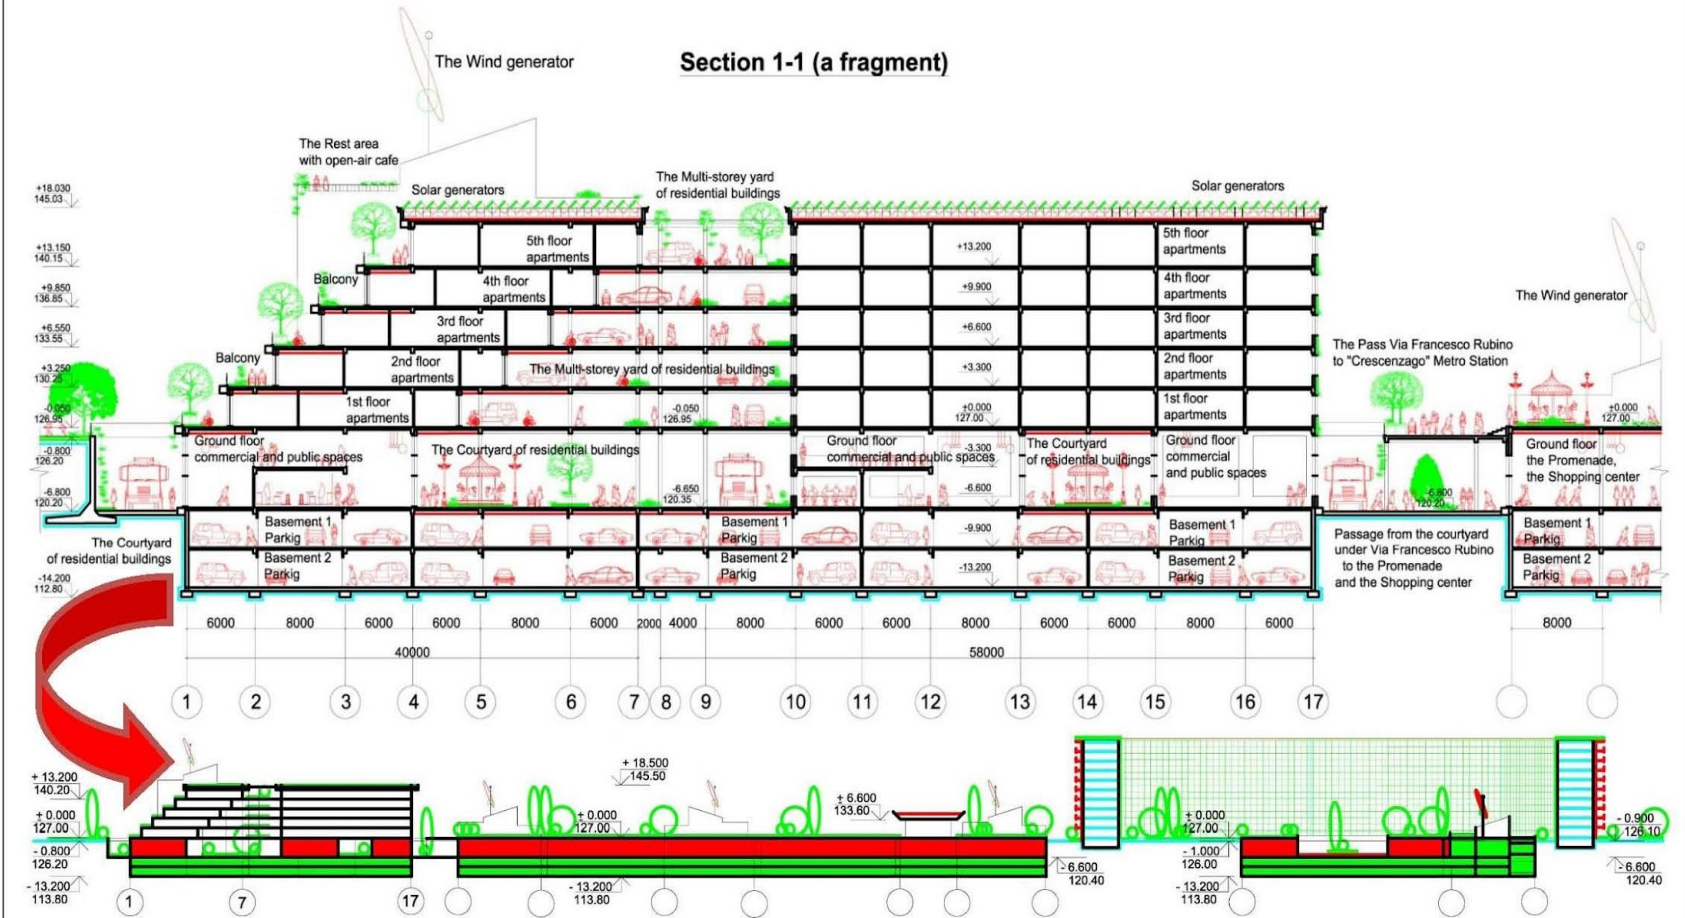 Section 1-1 (a fragment)
The Wind generator
The Rest area
with open-air cafe
Solar generators
The Multi-storey yard
of residential buildings
Solar generators
+18.030
145.03
+13.150
140.15
+9.850
136.85
+6.550
133.55
+3.250
130.25
-0.050
126.95
-0.800
126.20
-6.800
120.20
-14.200
112.80
5th floor
apartments
Balcony
4th floor
apartments
3rd floor
apartments
Balcony
2nd floor
apartments
The Multi-storey yard of residential buildings
1st floor
apartments
-0.050
126.95
+13.200
+9.900
+6.600
+3.300
+0.000
127.00
-3.300
-6.600
-9.900
-13.200
5th floor
apartments
4th floor
apartments
3rd floor
apartments
2nd floor
apartments
1st floor
apartments
The Wind generator
The Pass Via Francesco Rubino
to "Crescenzago" Metro Station
+0.000
127.00
Ground floor
commercial and public spaces
The Courtyard of residential buildings
-6.650
120.35
Ground floor
commercial and public spaces
The Courtyard
of residential buildings
Ground floor
commercial
and public spaces
-6.800
120.20
Ground floor
the Promenade,
the Shopping center
Basement 1
Parkig
Basement 1
Parkig
Basement 1
Parkig
Basement 1
Parkig
The Courtyard
of residential buildings
Basement 2
Parkig
Basement 2
Parkig
Basement 2
Parkig
Basement 2
Parkig
Passage from the courtyard
under Via Francesco Rubino
to the Promenade
and the Shopping center
6000 8000 6000 6000 8000 6000 2000 4000 8000 6000 6000 8000 6000 6000 8000 6000 8000
40000 58000
1 2 3 4 5 6 7 8 9 10 11 12 13 14 15 16 17
+ 13.200
140.20
+ 0.000
127.00
- 0.800
126.20
- 13.200
113.80
1 7 17
+ 18.500
145.50
+ 0.000
127.00
- 13.200
113.80
+ 6.600
133.60
- 6.600
120.40
+ 0.000
127.00
- 1.000
126.00
- 13.200
113.80
- 0.900
126.10
- 6.600
120.40